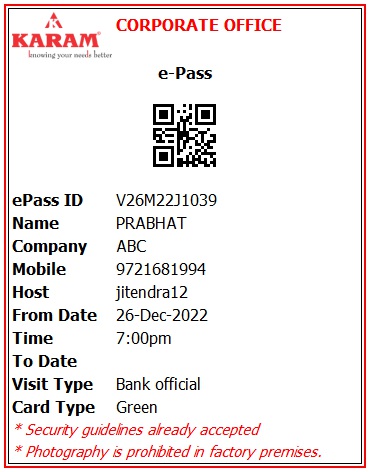 KARAM®
knowing your needs better
CORPORATE OFFICE
e-Pass
ePass ID V26M22J1039
Name PRABHAT
Company ABC
Mobile 9721681994
Host jitendra12
From Date 26-Dec-2022
Time 7:00pm
To Date
Visit Type Bank official
Card Type Green
* Security guidelines already accepted
* Photography is prohibited in factory premises.